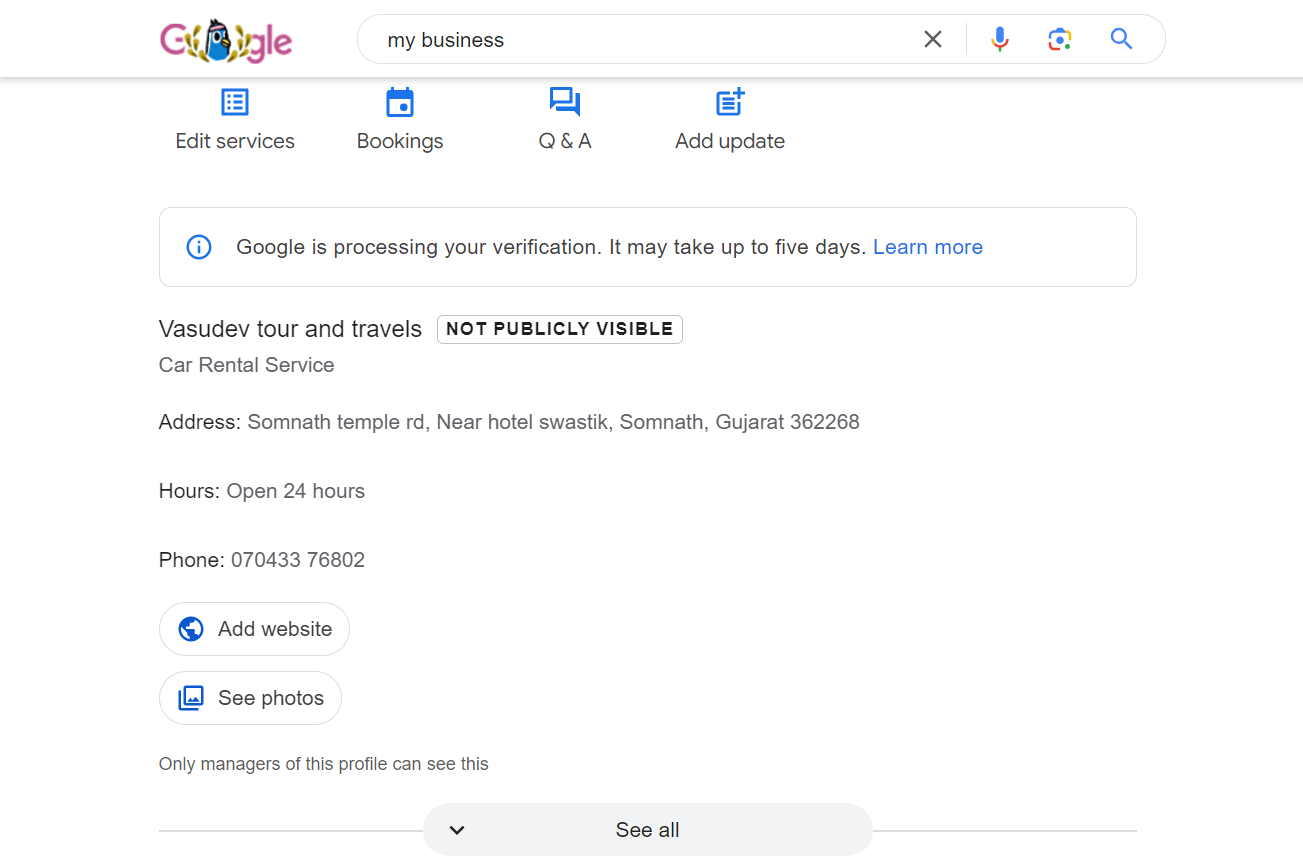 Google
my business
Edit services
Bookings
Q & A
Add update
Google is processing your verification. It may take up to five days. Learn more
Vasudev tour and travels NOT PUBLICLY VISIBLE
Car Rental Service
Address: Somnath temple rd, Near hotel swastik, Somnath, Gujarat 362268
Hours: Open 24 hours
Phone: 070433 76802
Add website
See photos
Only managers of this profile can see this
See all